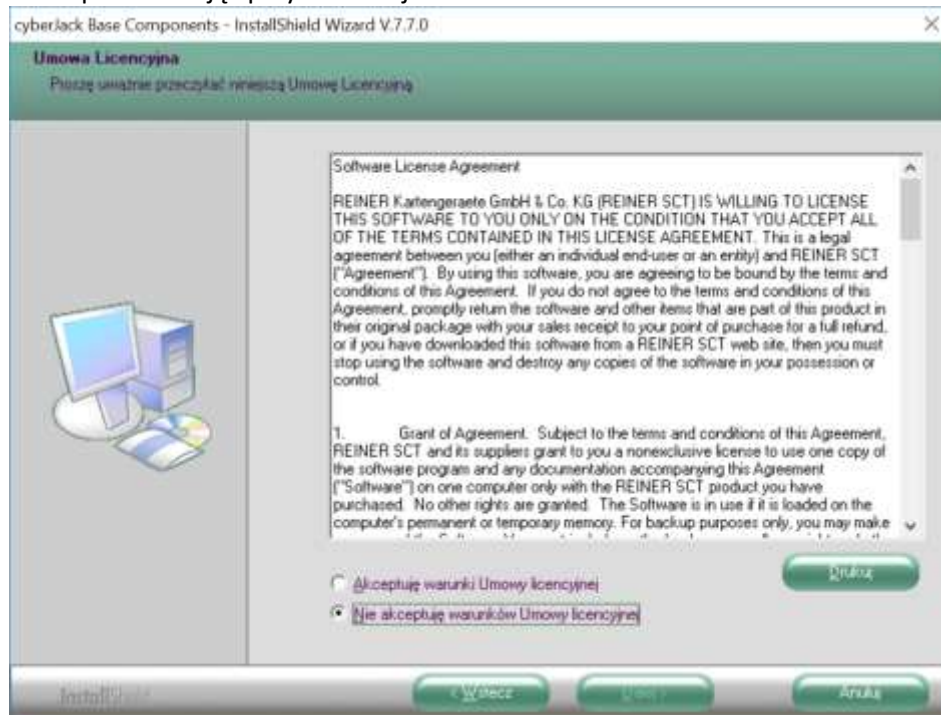 cyberJack Base Components - InstallShield Wizard V.7.7.0
Umowa Licencyjna
Proszę uważnie przeczytać niniejszą Umowę Licencyjną
Software License Agreement
REINER Kartengeraete GmbH & Co. KG (REINER SCT) IS WILLING TO LICENSE
THIS SOFTWARE TO YOU ONLY ON THE CONDITION THAT YOU ACCEPT ALL
OF THE TERMS CONTAINED IN THIS LICENSE AGREEMENT. This is a legal
agreement between you (either an individual end-user or an entity) and REINER SCT
("Agreement"). By using this software, you are agreeing to be bound by the terms and
conditions of this Agreement. If you do not agree to the terms and conditions of this
Agreement, promptly return the software and other items that are part of this product in
their original package with your sales receipt to your point of purchase for a full refund,
or if you have downloaded this software from a REINER SCT web site, then you must
stop using the software and destroy any copies of the software in your possession or
control.
1. Grant of Agreement. Subject to the terms and conditions of this Agreement,
REINER SCT and its suppliers grant to you a nonexclusive license to use one copy of
the software program and any documentation accompanying this Agreement
("Software") on one computer only with the REINER SCT product you have
purchased. No other rights are granted. The Software is in use if it is loaded on the
computer's permanent or temporary memory. For backup purposes only, you may make
Drukuj
Akceptuję warunki Umowy licencyjnej
Nie akceptuję warunków Umowy licencyjnej
InstallShield
< Wstecz
Anuluj